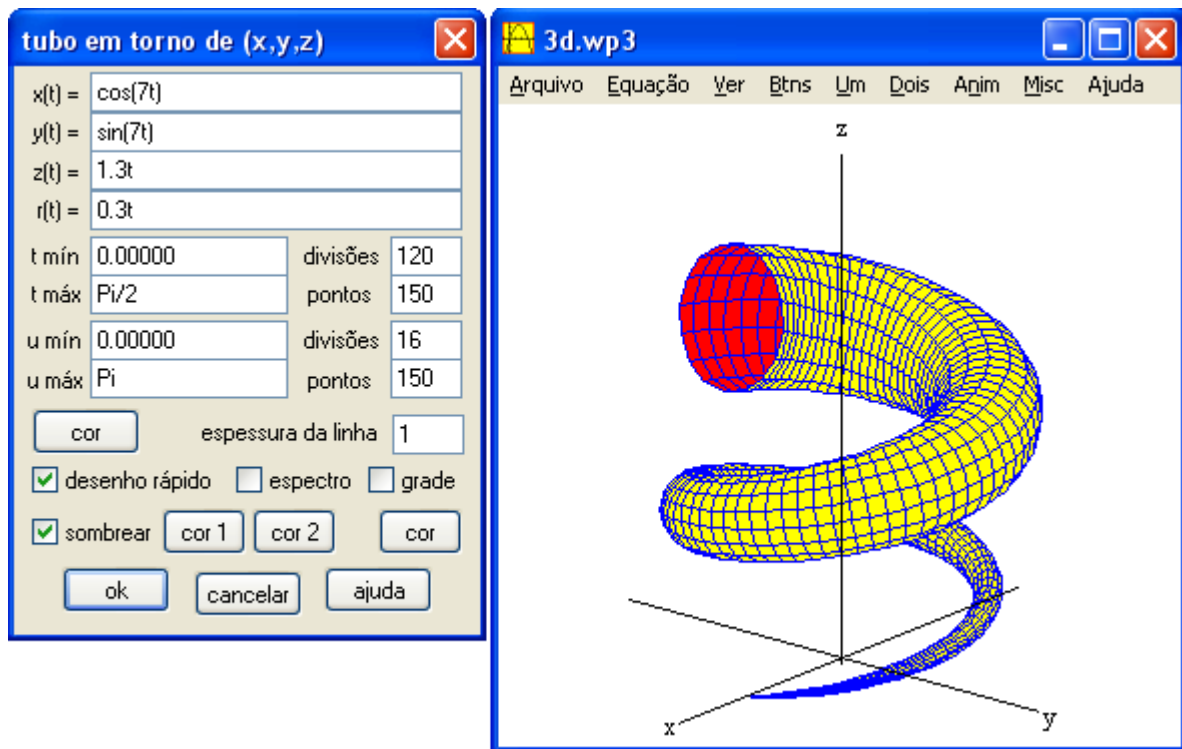 tubo em torno de (x,y,z)
x(t) = cos(7t)
y(t) = sin(7t)
z(t) = 1.3t
r(t) = 0.3t
t mín 0.00000 divisões 120
t máx Pi/2 pontos 150
u mín 0.00000 divisões 16
u máx Pi pontos 150
cor espessura da linha 1
desenho rápido espectro grade
sombrear cor 1 cor 2 cor
ok cancelar ajuda
3d.wp3
Arquivo Equação Ver Btns Um Dois Anim Misc Ajuda
z
x
y